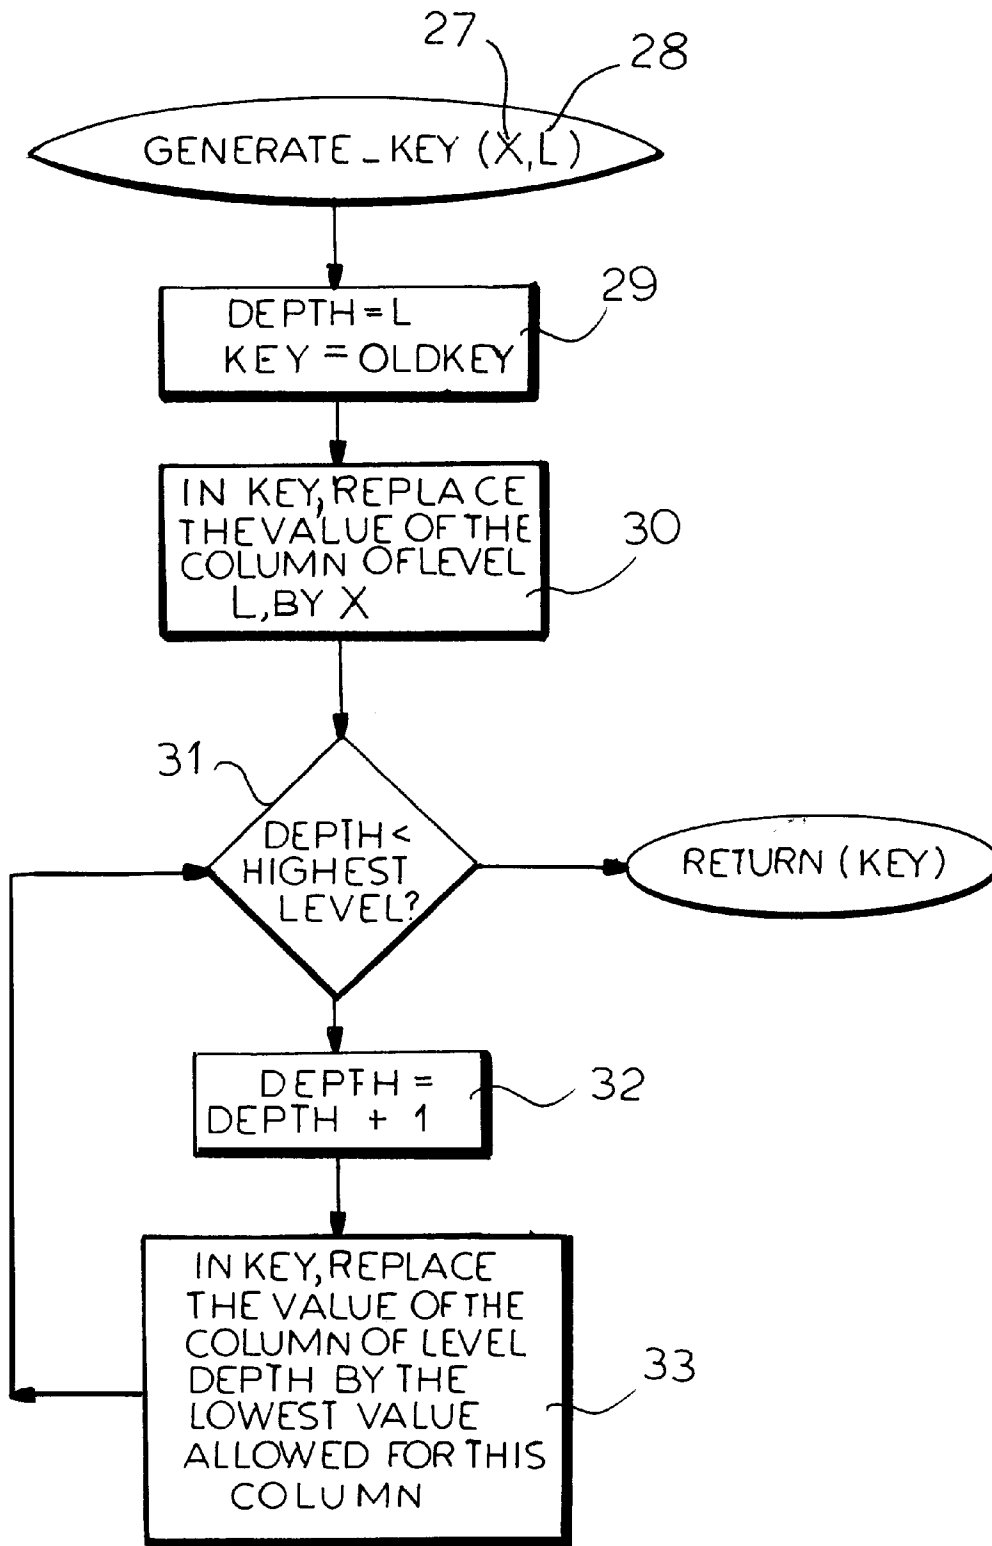 27
28
GENERATE_KEY (X,L)
29
DEPTH=L
KEY = OLDKEY
IN KEY, REPLACE
THE VALUE OF THE
COLUMN OF LEVEL
L, BY X
30
31
DEPTH <
HIGHEST
LEVEL?
RETURN (KEY)
DEPTH =
DEPTH + 1
32
IN KEY, REPLACE
THE VALUE OF THE
COLUMN OF LEVEL
DEPTH BY THE
LOWEST VALUE
ALLOWED FOR THIS
COLUMN
33